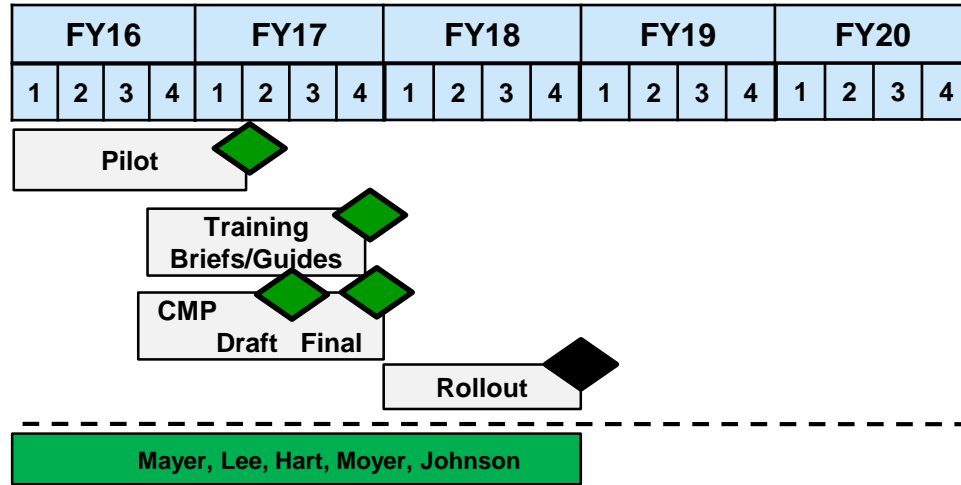 FY16 FY17 FY18 FY19 FY20
1 2 3 4 1 2 3 4 1 2 3 4 1 2 3 4 1 2 3 4
Pilot
Training
Briefs/Guides
CMP
Draft Final
Rollout
Mayer, Lee, Hart, Moyer, Johnson